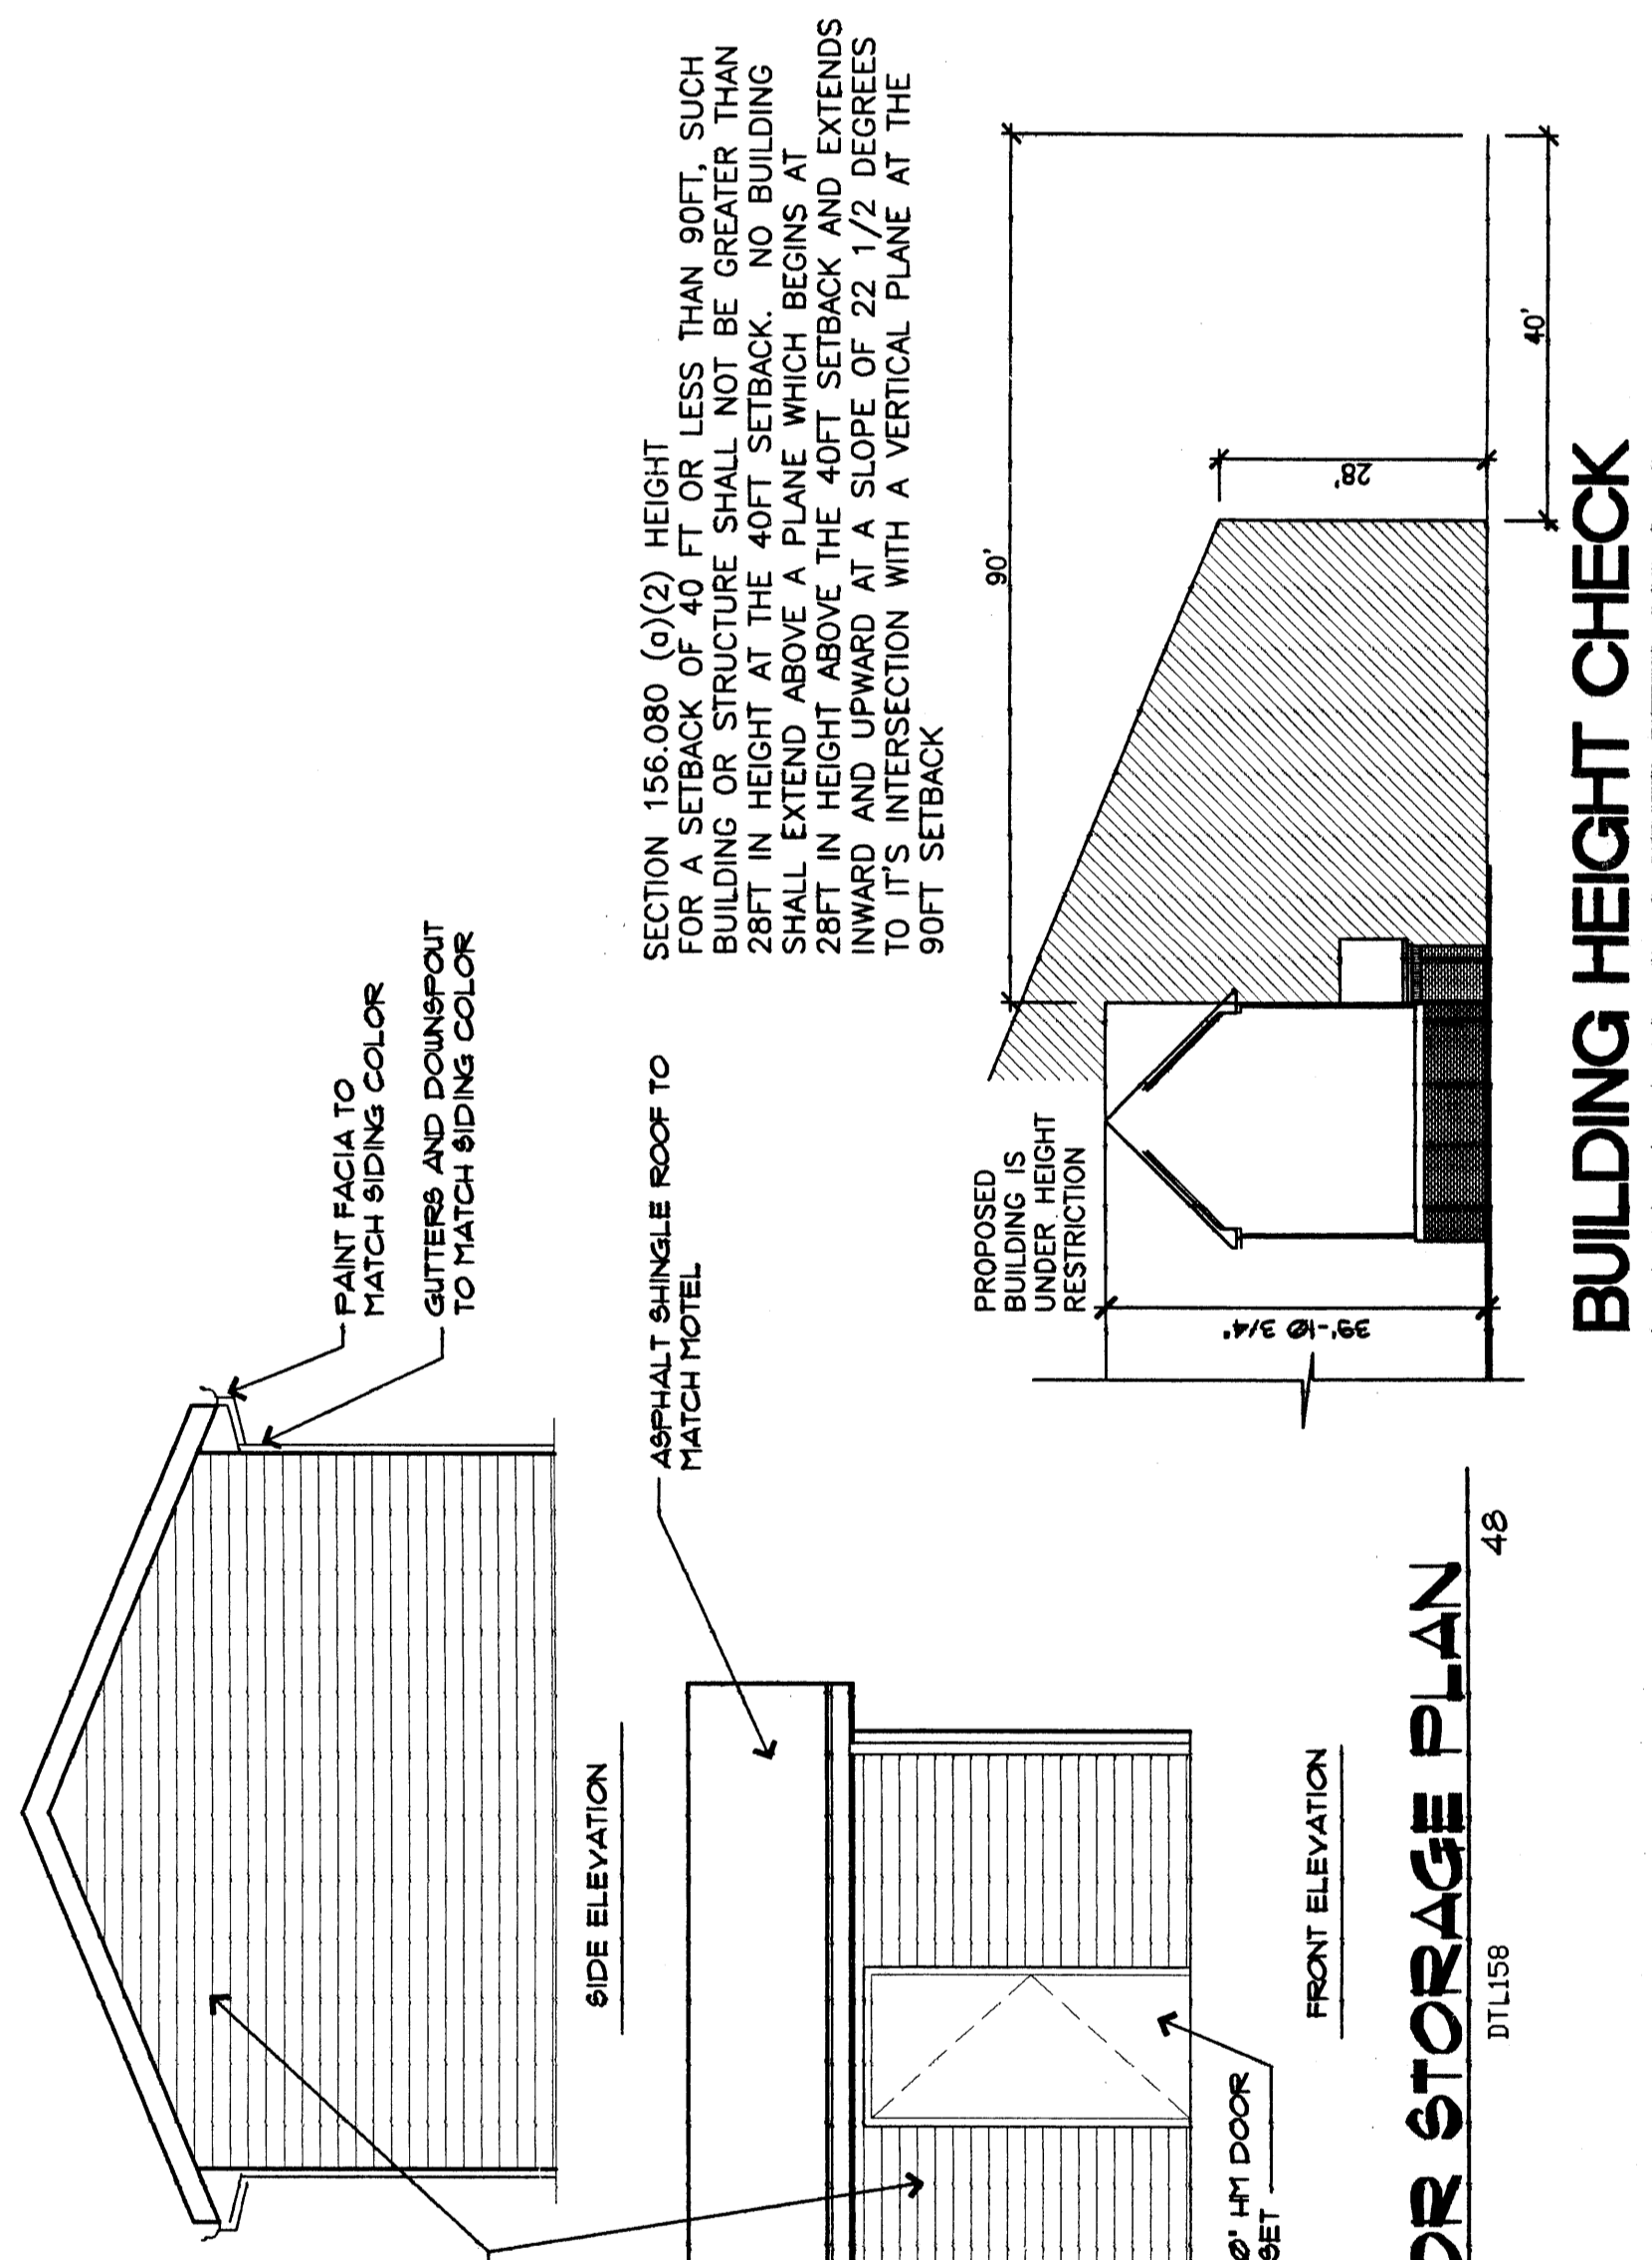 PAINT FACIA TO
MATCH SIDING COLOR
GUTTERS AND DOWNSPOUT
TO MATCH SIDING COLOR
SIDE ELEVATION
ASPHALT SHINGLE ROOF TO
MATCH MOTEL
SECTION 156.080 (a)(2) HEIGHT
FOR A SETBACK OF 40 FT OR LESS THAN 90FT, SUCH
BUILDING OR STRUCTURE SHALL NOT BE GREATER THAN
28FT IN HEIGHT AT THE 40FT SETBACK. NO BUILDING
SHALL EXTEND ABOVE A PLANE WHICH BEGINS AT
28FT IN HEIGHT ABOVE THE 40FT SETBACK AND EXTENDS
INWARD AND UPWARD AT A SLOPE OF 22 1/2 DEGREES
TO IT'S INTERSECTION WITH A VERTICAL PLANE AT THE
90FT SETBACK
90'
PROPOSED
BUILDING IS
UNDER HEIGHT
RESTRICTION
39'-10 3/4"
28'
40'
BUILDING HEIGHT CHECK
0" HM DOOR
SET
FRONT ELEVATION
OR STORAGE PLAN
DTL158
48